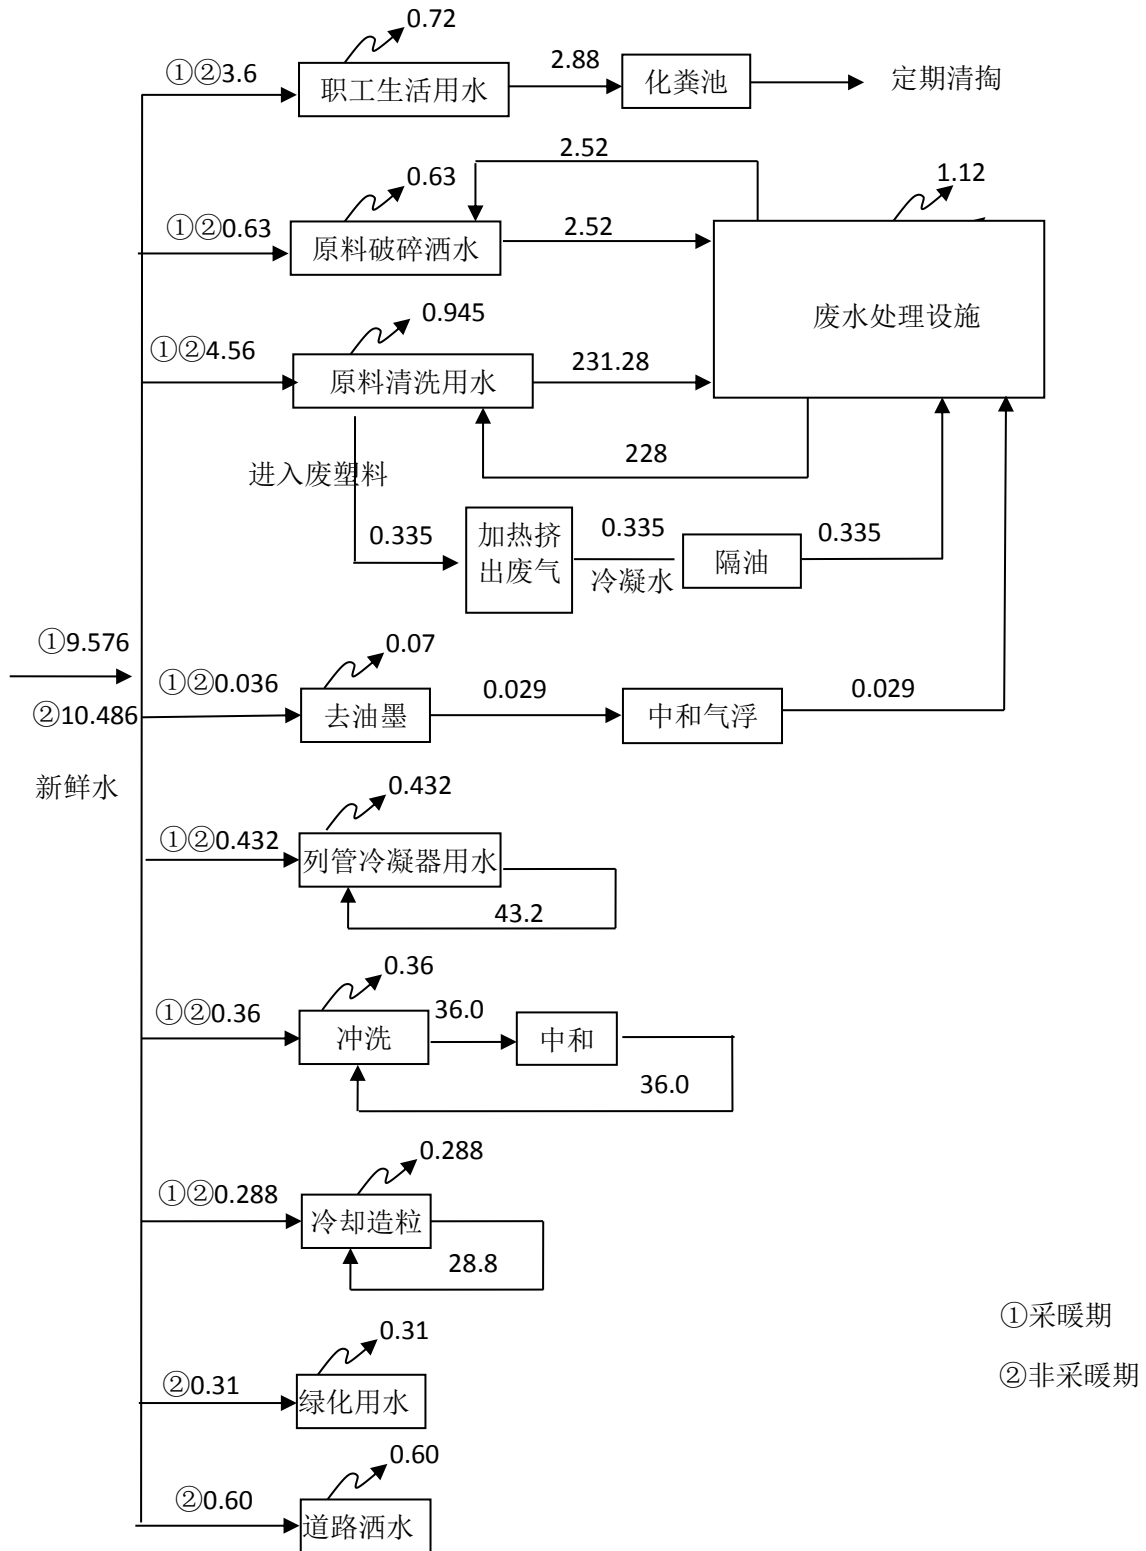 0.72
①②3.6
职工生活用水
2.88
化粪池
定期清掏
2.52
0.63
1.12
①②0.63
原料破碎洒水
2.52
废水处理设施
0.945
①②4.56
原料清洗用水
231.28
228
进入废塑料
0.335
加热挤
出废气
0.335
冷凝水
隔油
0.335
①9.576
②10.486
新鲜水
0.07
①②0.036
去油墨
0.029
中和气浮
0.029
0.432
①②0.432
列管冷凝器用水
43.2
0.36
①②0.36
冲洗
36.0
中和
36.0
0.288
①②0.288
冷却造粒
28.8
①采暖期
0.31
②0.31
绿化用水
②非采暖期
0.60
②0.60
道路洒水